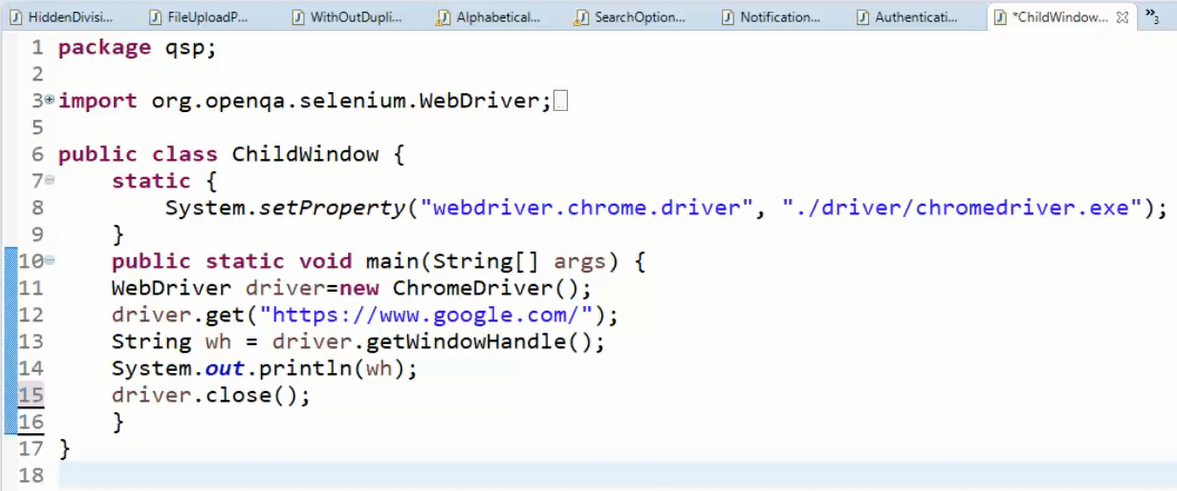 HiddenDivisi... FileUploadP... WithOutDupli... Alphabetical... SearchOption... Notification... Authenticati... *ChildWindow... »3
1 package qsp;
2
3 import org.openqa.selenium.WebDriver;
5
6 public class ChildWindow {
7 static {
8 System.setProperty("webdriver.chrome.driver", "./driver/chromedriver.exe");
9 }
10 public static void main(String[] args) {
11 WebDriver driver=new ChromeDriver();
12 driver.get("https://www.google.com/");
13 String wh = driver.getWindowHandle();
14 System.out.println(wh);
15 driver.close();
16 }
17 }
18